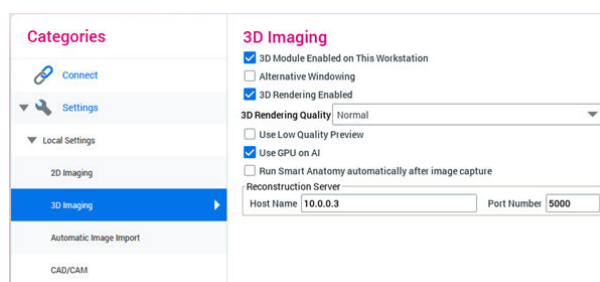 Categories
Connect
Settings
Local Settings
2D Imaging
3D Imaging
Automatic Image Import
CAD/CAM
3D Imaging
3D Module Enabled on This Workstation
Alternative Windowing
3D Rendering Enabled
3D Rendering Quality Normal
Use Low Quality Preview
Use GPU on AI
Run Smart Anatomy automatically after image capture
Reconstruction Server
Host Name 10.0.0.3 Port Number 5000